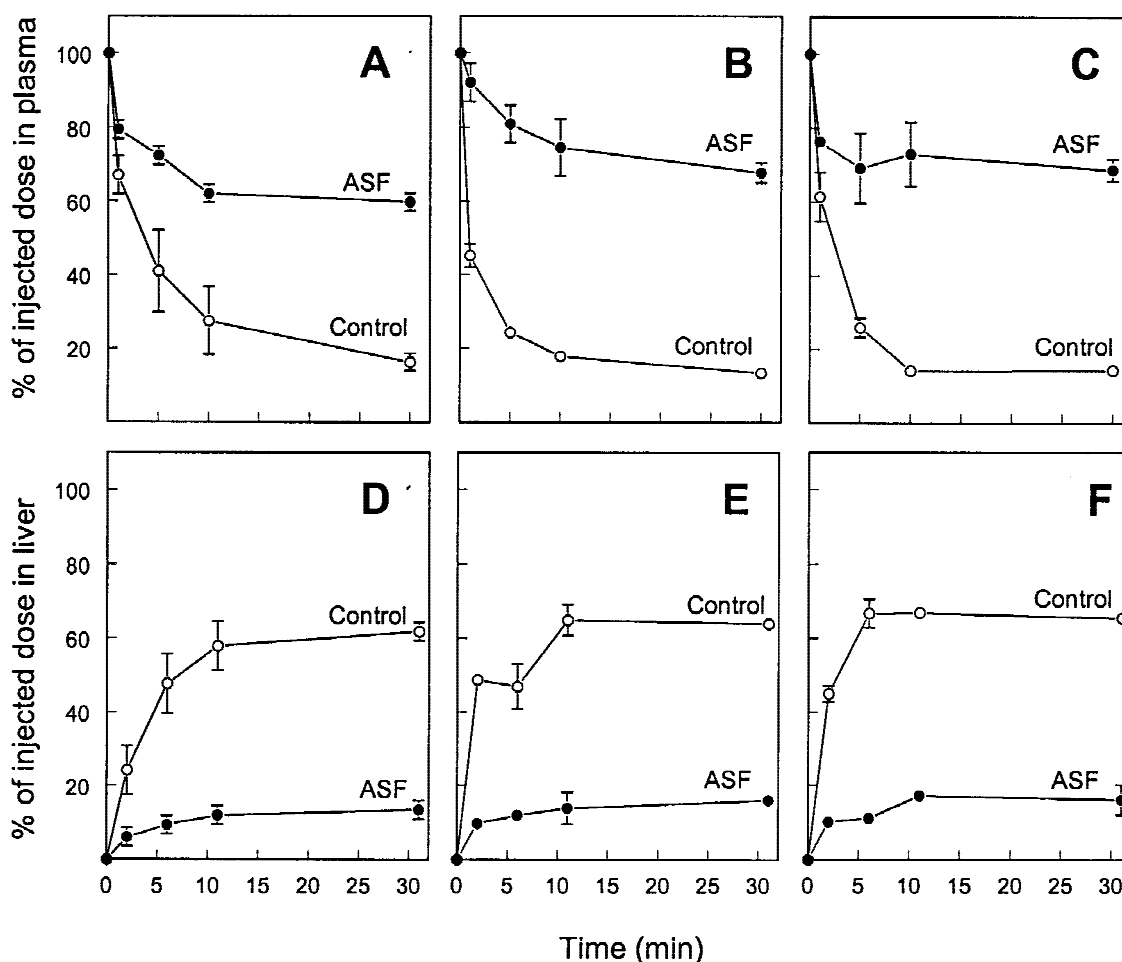 % of injected dose in plasma
100
80
60
40
20
A
ASF
Control
B
ASF
Control
C
ASF
Control
% of injected dose in liver
100
80
60
40
20
D
Control
ASF
E
Control
ASF
F
Control
ASF
0 5 10 15 20 25 30
0 5 10 15 20 25 30
0 5 10 15 20 25 30
Time (min)